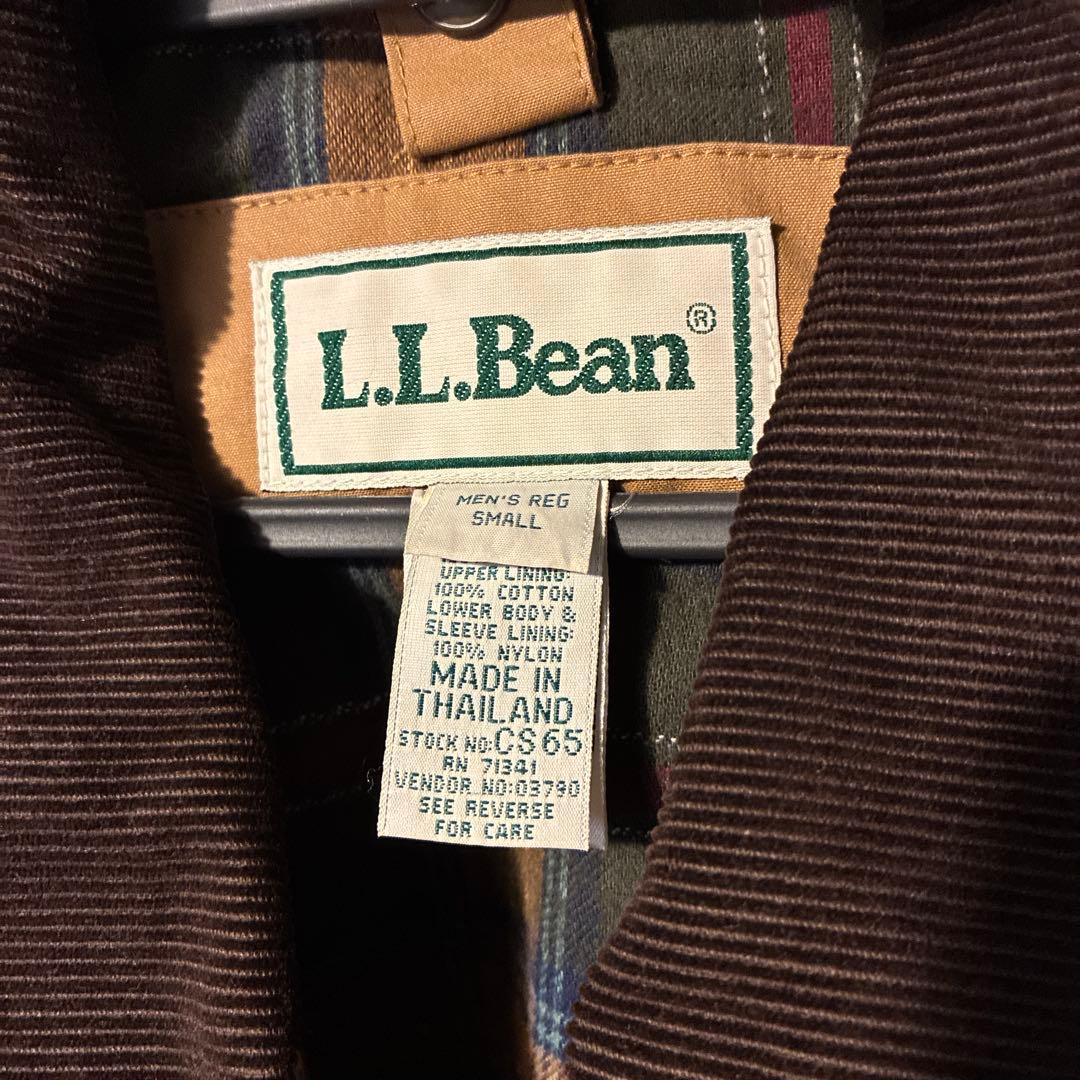 L.L.Bean®
MEN'S REG
SMALL
UPPER LINING:
100% COTTON
LOWER BODY &
SLEEVE LINING:
100% NYLON
MADE IN
THAILAND
STOCK NO: CS65
RN 71341
VENDOR NO: 03790
SEE REVERSE
FOR CARE